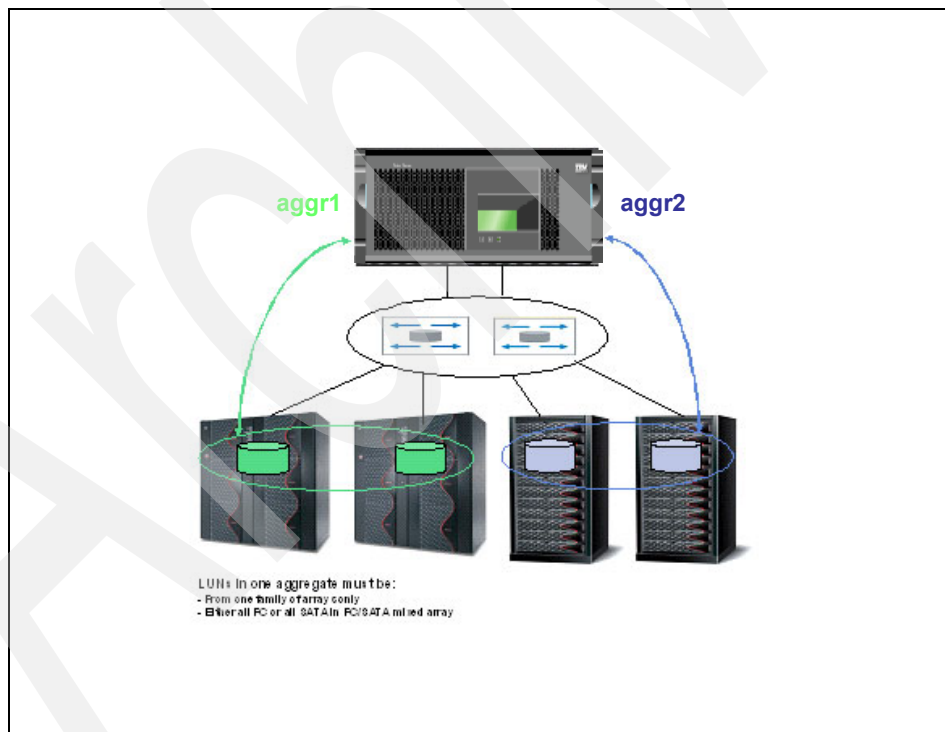 aggr1
aggr2
LUNs in one aggregate must be:
- From one family of array s only
- Either all FC or all SATA in FC/SATA mixed array